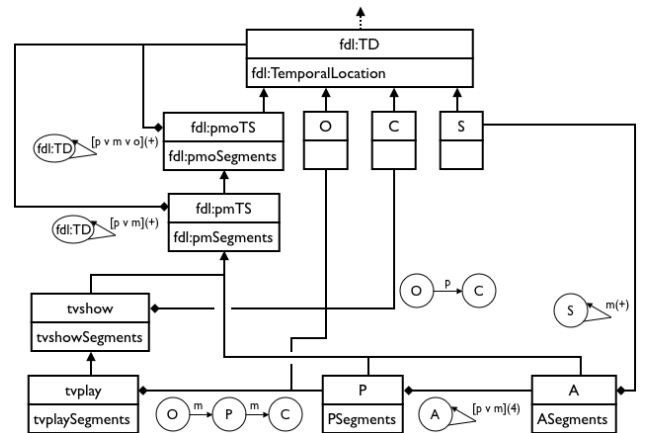 fdl:TD
fdl:TemporalLocation
fdl:pmoTS
O
C
S
fdl:TD
[p v m v o](+)
fdl:pmoSegments
fdl:pmTS
fdl:TD
[p v m](+)
fdl:pmSegments
tvshow
O
p
C
S
m(+)
tvshowSegments
tvplay
P
A
tvplaySegments
O
m
P
m
C
PSegments
A
[p v m](4)
ASegments